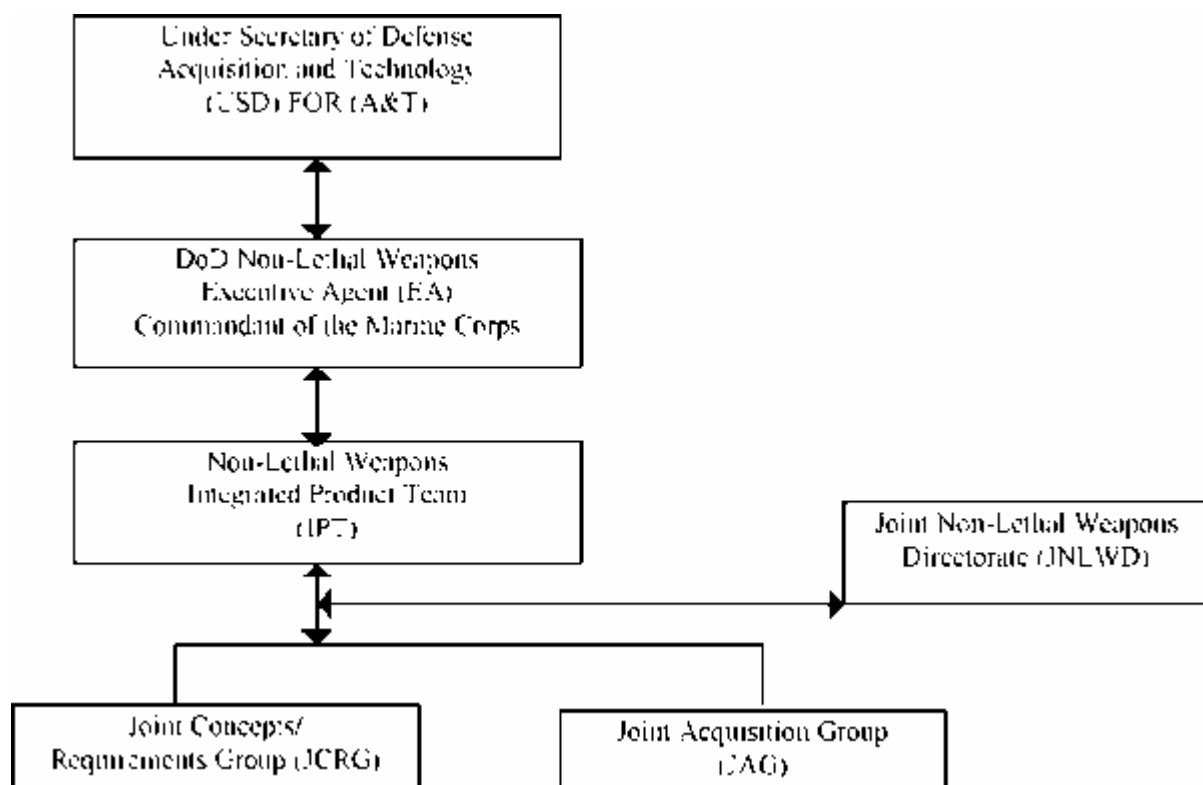 Under Secretary of Defense
Acquisition and Technology
(USD) FOR (A&T)
DoD Non-Lethal Weapons
Executive Agent (EA)
Commandant of the Marine Corps
Non-Lethal Weapons
Integrated Product Team
(IPT)
Joint Non-Lethal Weapons
Directorate (JNLWD)
Joint Concepts/
Requirements Group (JCRG)
Joint Acquisition Group
(JAG)